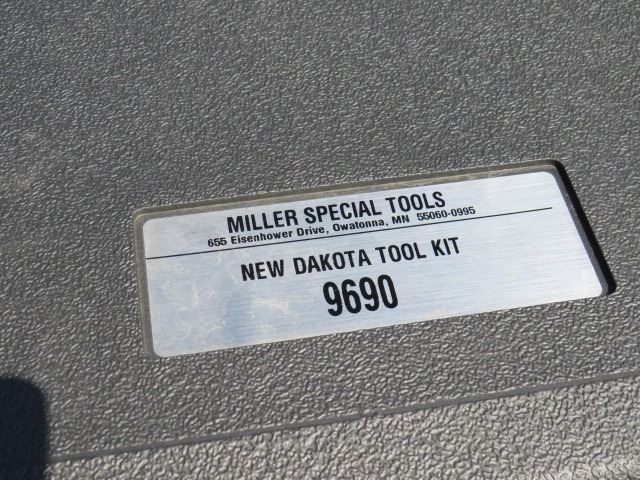 MILLER SPECIAL TOOLS
655 Eisenhower Drive, Owatonna, MN 55060-0995
NEW DAKOTA TOOL KIT
9690